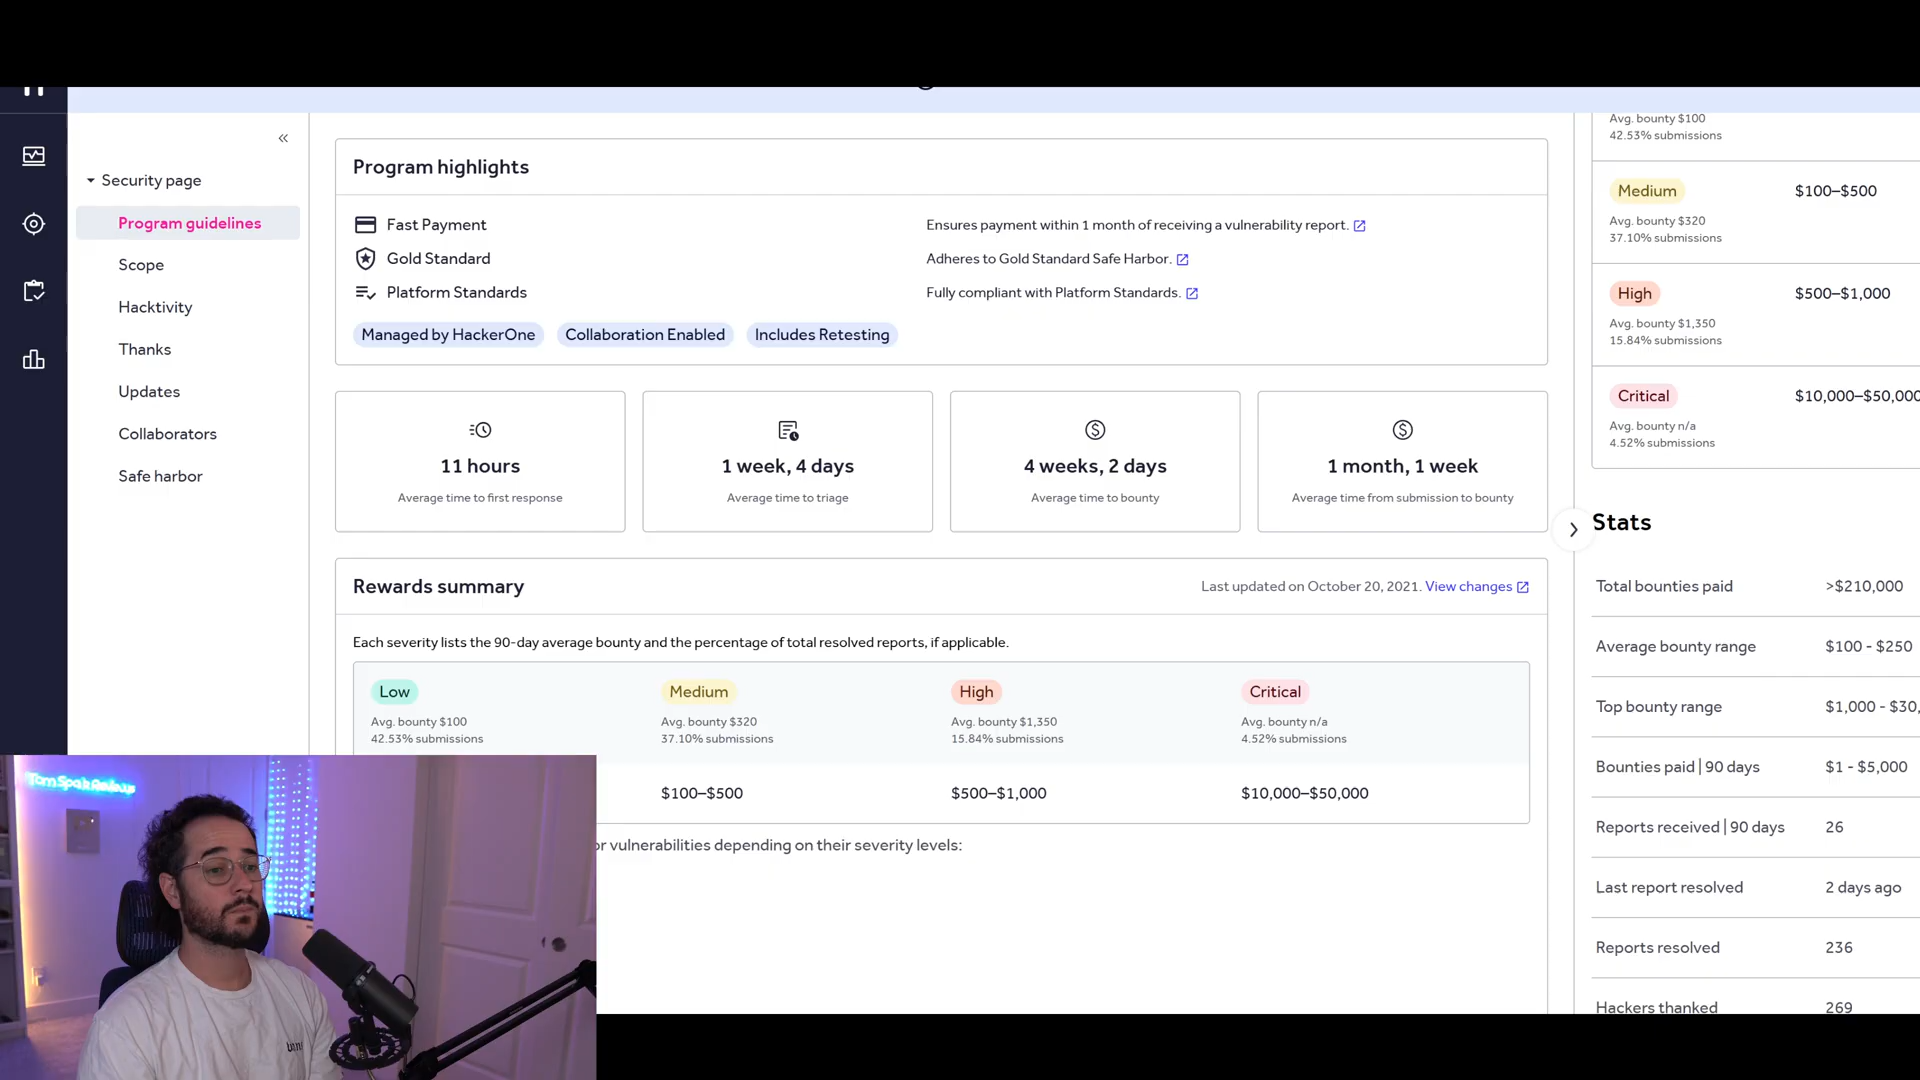 Security page
Program guidelines
Scope
Hacktivity
Thanks
Updates
Collaborators
Safe harbor
Program highlights
Fast Payment
Ensures payment within 1 month of receiving a vulnerability report.
Gold Standard
Adheres to Gold Standard Safe Harbor.
Platform Standards
Fully compliant with Platform Standards.
Managed by HackerOne Collaboration Enabled Includes Retesting
11 hours
Average time to first response
1 week, 4 days
Average time to triage
4 weeks, 2 days
Average time to bounty
1 month, 1 week
Average time from submission to bounty
Rewards summary
Last updated on October 20, 2021. View changes
Each severity lists the 90-day average bounty and the percentage of total resolved reports, if applicable.
Low
Avg. bounty $100
42.53% submissions
Medium
Avg. bounty $320
37.10% submissions
High
Avg. bounty $1,350
15.84% submissions
Critical
Avg. bounty n/a
4.52% submissions
$100–$500
$500–$1,000
$10,000–$50,000
vulnerabilities depending on their severity levels:
Avg. bounty $100
42.53% submissions
Medium
$100–$500
Avg. bounty $320
37.10% submissions
High
$500–$1,000
Avg. bounty $1,350
15.84% submissions
Critical
$10,000–$50,000
Avg. bounty n/a
4.52% submissions
Stats
Total bounties paid >$210,000
Average bounty range $100 - $250
Top bounty range $1,000 - $30,
Bounties paid | 90 days $1 - $5,000
Reports received | 90 days 26
Last report resolved 2 days ago
Reports resolved 236
Hackers thanked 269
Tom Spark Reviews